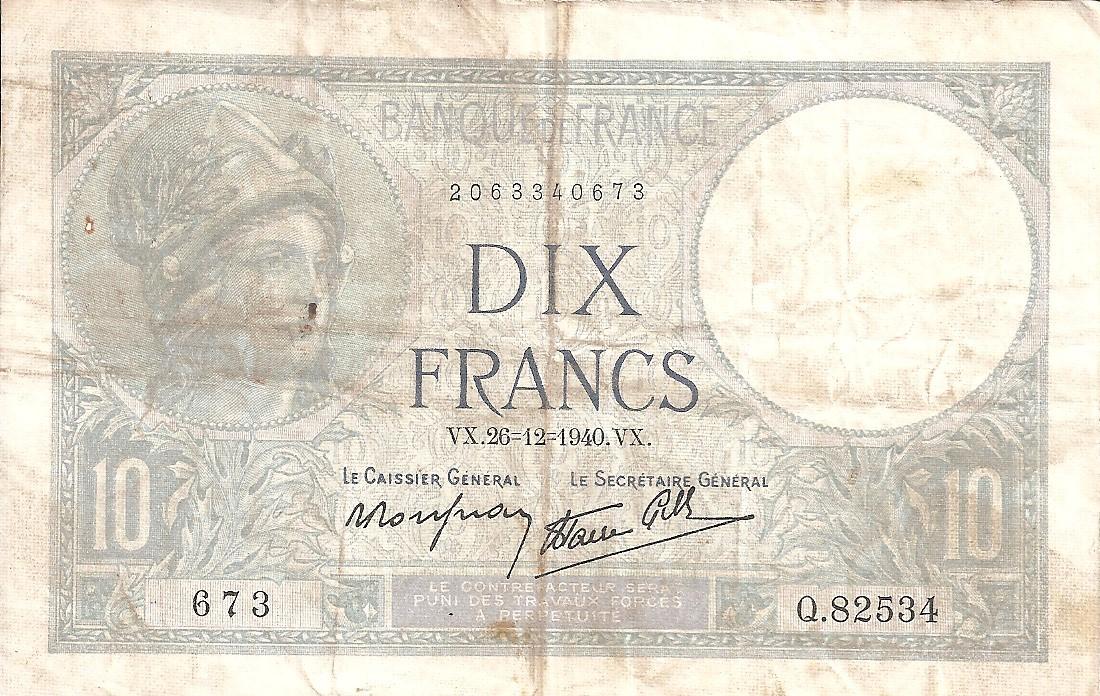 BANQUE DE FRANCE
2063340673
DIX
FRANCS
VX.26=12=1940.VX.
LE CAISSIER GÉNÉRAL
LE SECRÉTAIRE GÉNÉRAL
10
10
673
LE CONTREFACTEUR SERA
PUNI DES TRAVAUX FORCÉS
À PERPÉTUITÉ
Q.82534